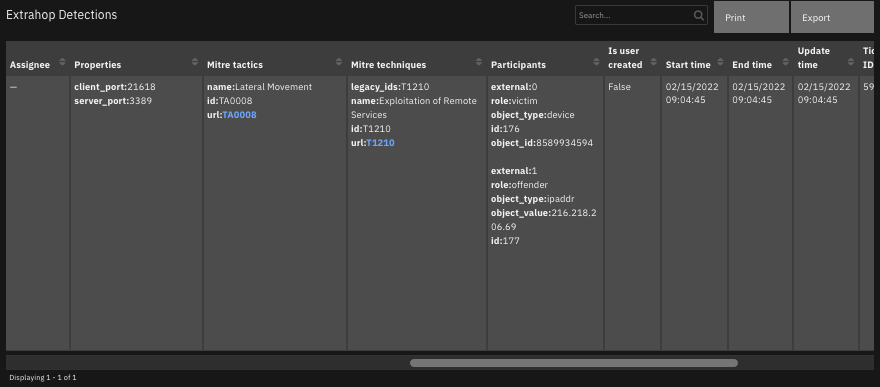 Extrahop Detections
Search...
Print
Export
Assignee
Properties
Mitre tactics
Mitre techniques
Participants
Is user
created
Start time
End time
Update
time
Tic
ID
—
client_port:21618
server_port:3389
name:Lateral Movement
id:TA0008
url:TA0008
legacy_ids:T1210
name:Exploitation of Remote
Services
id:T1210
url:T1210
external:0
role:victim
object_type:device
id:176
object_id:8589934594
external:1
role:offender
object_type:ipaddr
object_value:216.218.2
06.69
id:177
False
02/15/2022
09:04:45
02/15/2022
09:04:45
02/15/2022
09:04:45
59
Displaying 1 - 1 of 1